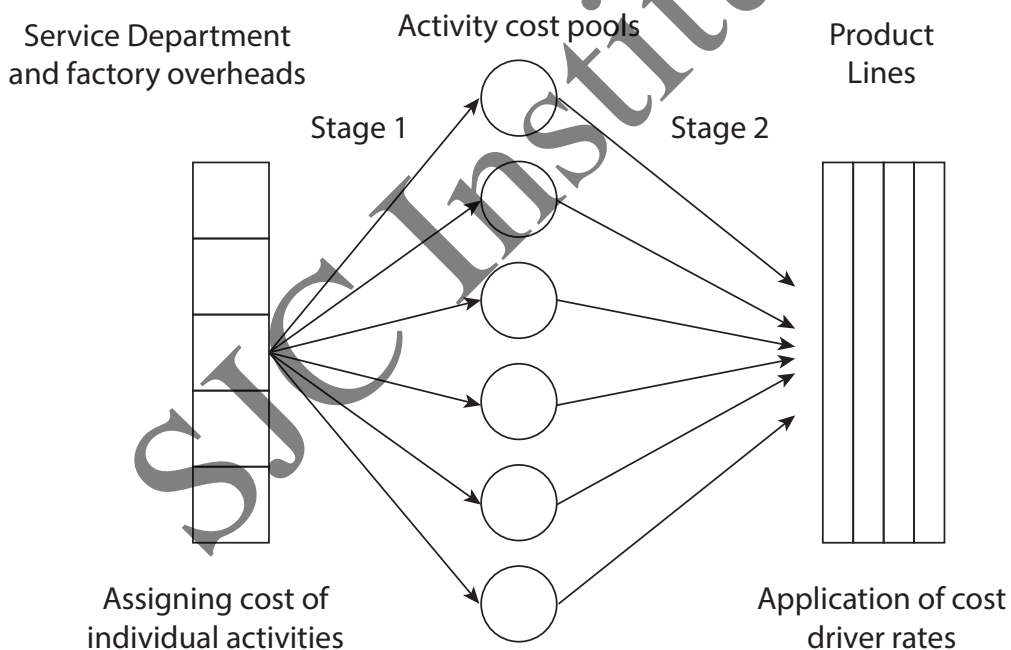 Service Department
and factory overheads
Activity cost pools
Product
Lines
Stage 1
Stage 2
Assigning cost of
individual activities
Application of cost
driver rates
SJC